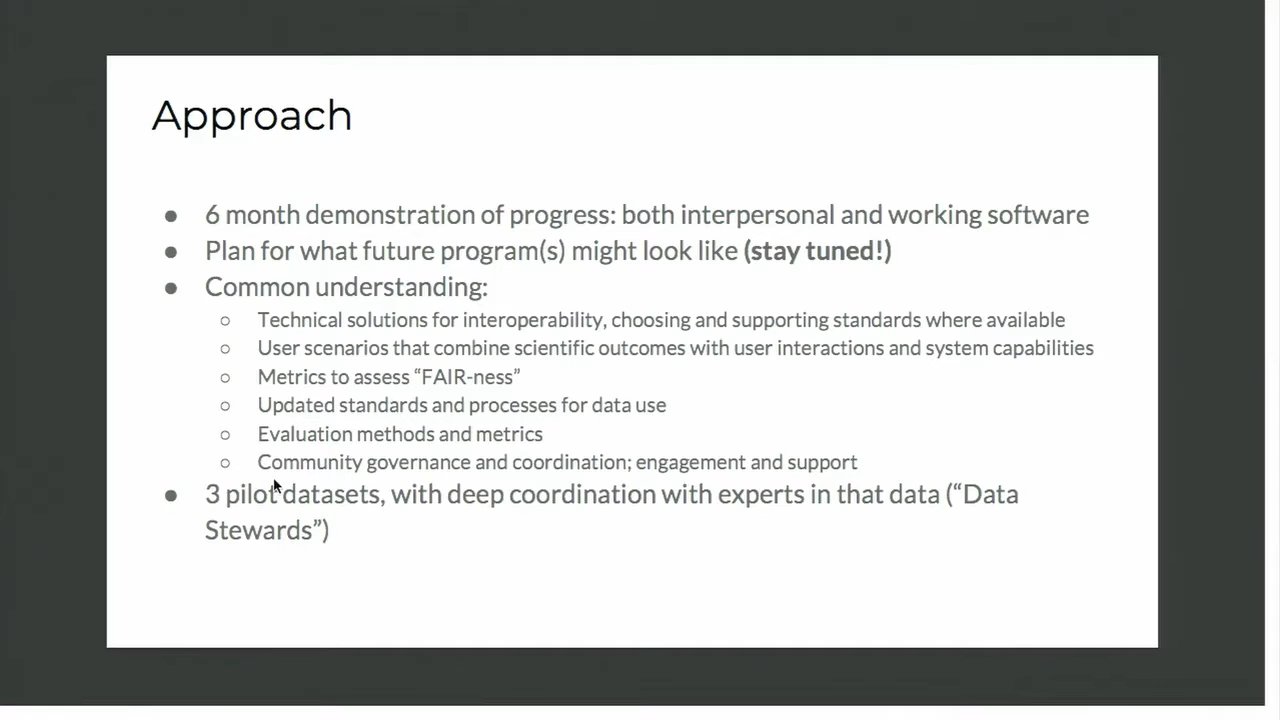 Approach
● 6 month demonstration of progress: both interpersonal and working software
● Plan for what future program(s) might look like (stay tuned!)
● Common understanding:
○ Technical solutions for interoperability, choosing and supporting standards where available
○ User scenarios that combine scientific outcomes with user interactions and system capabilities
○ Metrics to assess “FAIR-ness”
○ Updated standards and processes for data use
○ Evaluation methods and metrics
○ Community governance and coordination; engagement and support
● 3 pilot datasets, with deep coordination with experts in that data (“Data
Stewards”)